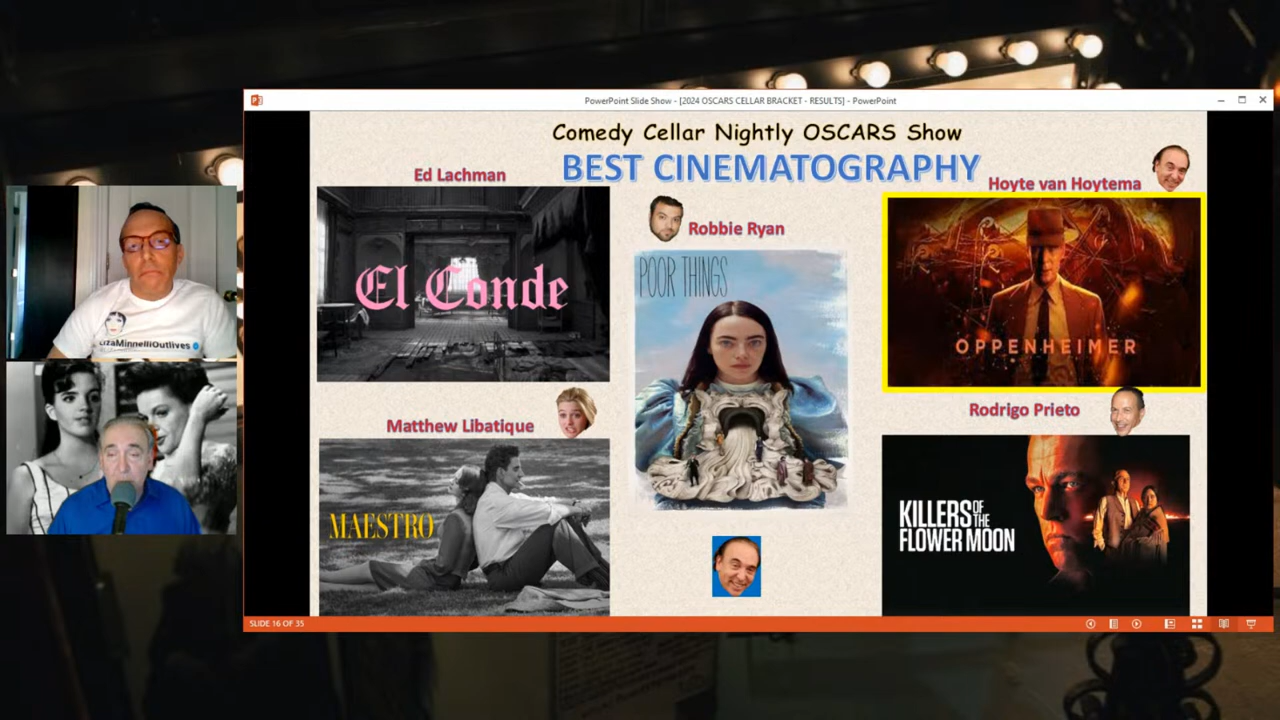 PowerPoint Slide Show - [2024 OSCARS CELLAR BRACKET - RESULTS] - PowerPoint
Comedy Cellar Nightly OSCARS Show
BEST CINEMATOGRAPHY
Ed Lachman
Hoyte van Hoytema
Robbie Ryan
El Conde
POOR THINGS
OPPENHEIMER
Matthew Libatique
Rodrigo Prieto
MAESTRO
KILLERS OF THE
FLOWER MOON
LizaMinnelliOutlives
SLIDE 16 OF 35